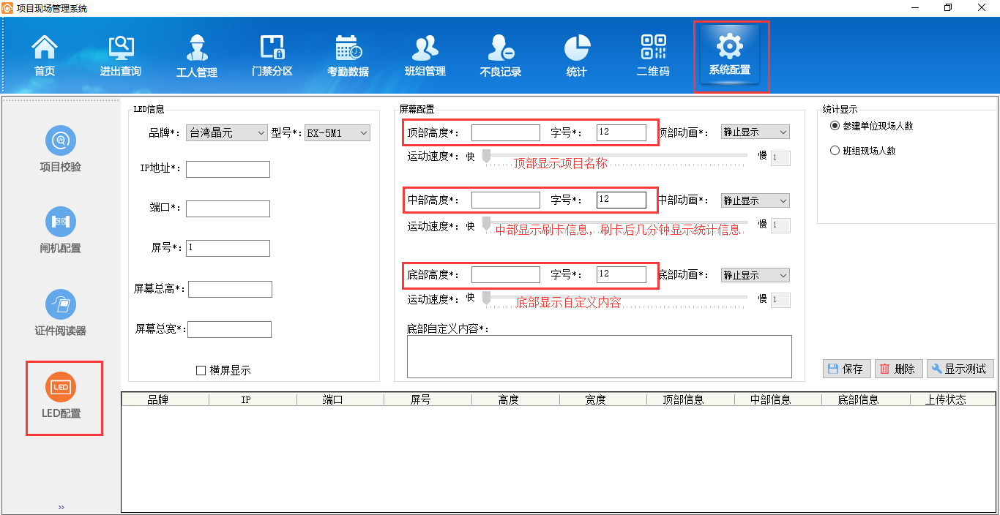 项目现场管理系统
首页 进出查询 工人管理 门禁分区 考勤数据 班组管理 不良记录 统计 二维码 系统配置
项目校验
闸机配置
证件阅读器
LED
LED配置
»
LED信息
品牌*: 台湾晶元 型号*: BX-5M1
IP地址*:
端口*:
屏号*: 1
屏幕总高*:
屏幕总宽*:
横屏显示
屏幕配置
顶部高度*: 字号*: 12 顶部动画*: 静止显示
运动速度*: 快 慢 1
顶部显示项目名称
中部高度*: 字号*: 12 中部动画*: 静止显示
运动速度*: 快 慢 1
中部显示刷卡信息，刷卡后几分钟显示统计信息
底部高度*: 字号*: 12 底部动画*: 静止显示
运动速度*: 快 慢 1
底部显示自定义内容
底部自定义内容*:
统计显示
参建单位现场人数
班组现场人数
保存 删除 显示测试
品牌 IP 端口 屏号 高度 宽度 顶部信息 中部信息 底部信息 上传状态